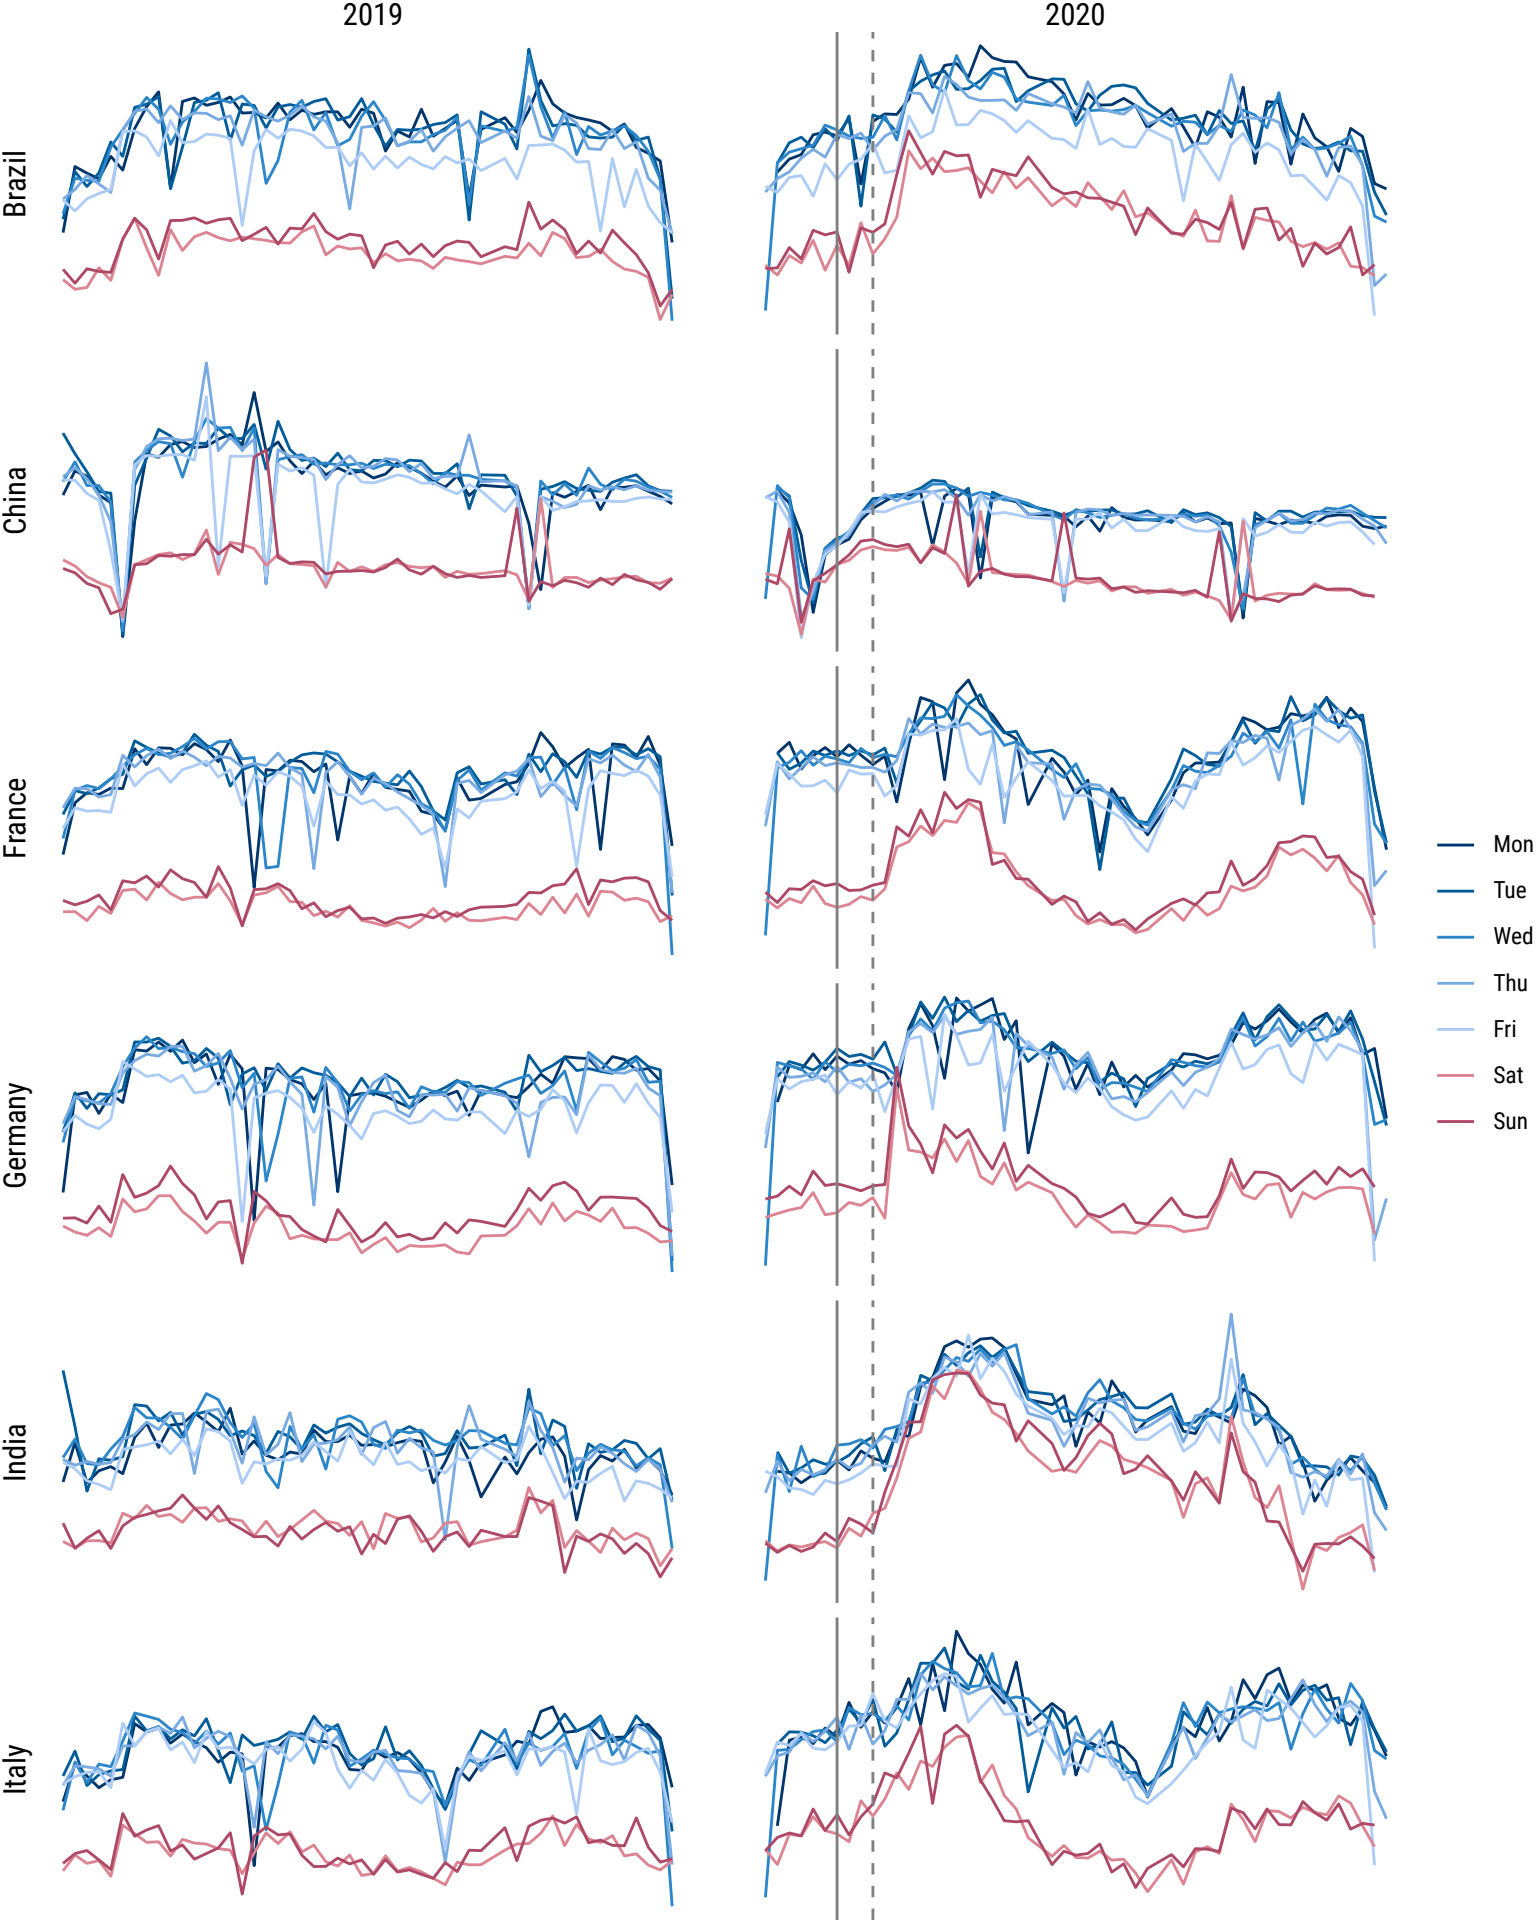 2019
2020
Brazil
China
France
Germany
India
Italy
Mon
Tue
Wed
Thu
Fri
Sat
Sun